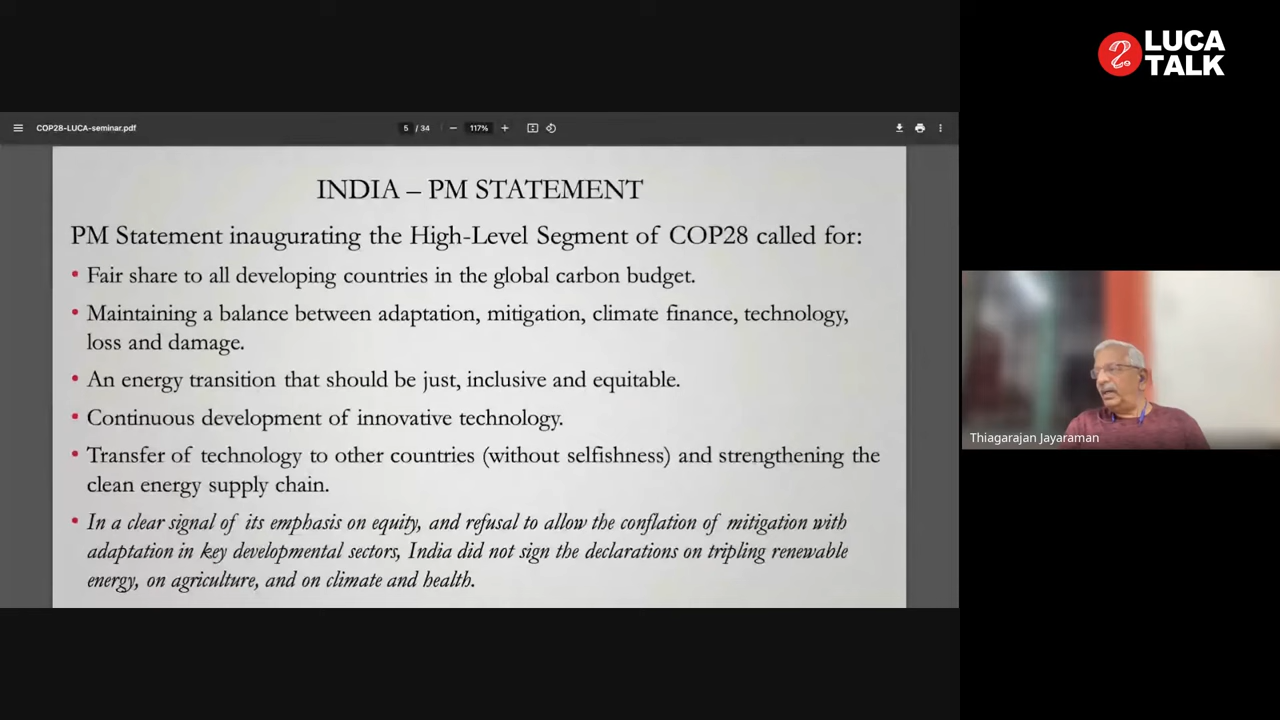 LUCA
TALK
COP28-LUCA-seminar.pdf
5 / 34
117%
INDIA – PM STATEMENT
PM Statement inaugurating the High-Level Segment of COP28 called for:
• Fair share to all developing countries in the global carbon budget.
• Maintaining a balance between adaptation, mitigation, climate finance, technology,
loss and damage.
• An energy transition that should be just, inclusive and equitable.
• Continuous development of innovative technology.
• Transfer of technology to other countries (without selfishness) and strengthening the
clean energy supply chain.
• In a clear signal of its emphasis on equity, and refusal to allow the conflation of mitigation with
adaptation in key developmental sectors, India did not sign the declarations on tripling renewable
energy, on agriculture, and on climate and health.
Thiagarajan Jayaraman